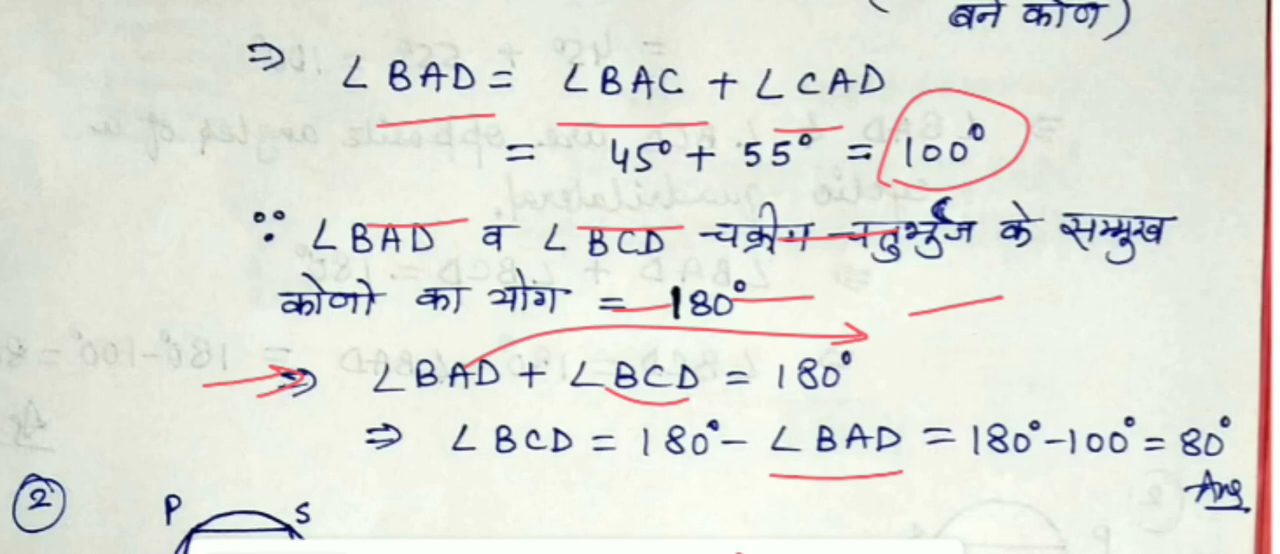 बने कोण)
⇒ ∠BAD = ∠BAC + ∠CAD
= 45° + 55° = 100°
∵ ∠BAD व ∠BCD चक्रीय चतुर्भुज के सम्मुख
कोणो का योग = 180°
⇒ ∠BAD + ∠BCD = 180°
⇒ ∠BCD = 180° - ∠BAD = 180° - 100° = 80°
Ans
2
P S